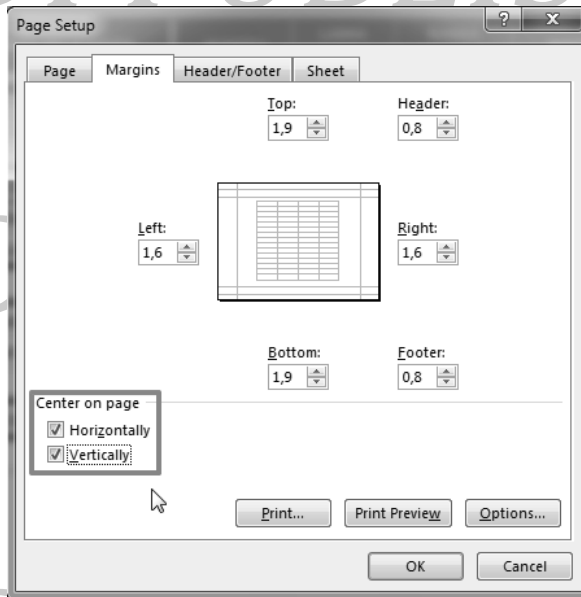 Page Setup
Page Margins Header/Footer Sheet
Top: Header:
1,9 0,8
Left: Right:
1,6 1,6
Bottom: Footer:
1,9 0,8
Center on page
Horizontally
Vertically
Print... Print Preview Options...
OK Cancel